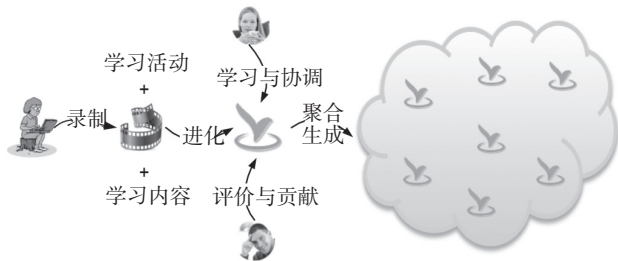 学习活动
+
学习与协调
录制
进化
聚合
生成
+
学习内容
评价与贡献